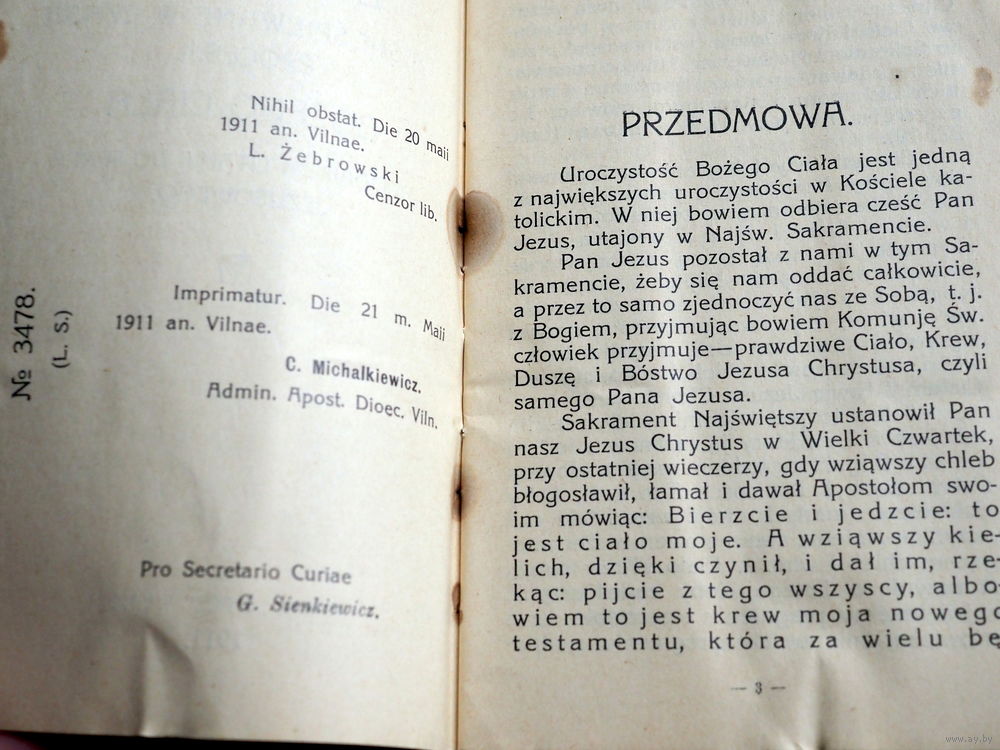 Nihil obstat. Die 20 maii
1911 an. Vilnae.
L. Żebrowski
Cenzor lib.
№ 3478.
(L. S.)
Imprimatur. Die 21 m. Maii
1911 an. Vilnae.
C. Michalkiewicz.
Admin. Apost. Dioec. Viln.
Pro Secretario Curiae
G. Sienkiewicz.
PRZEDMOWA.
Uroczystość Bożego Ciała jest jedną
z największych uroczystości w Kościele ka-
tolickim. W niej bowiem odbiera cześć Pan
Jezus, utajony w Najśw. Sakramencie.
Pan Jezus pozostał z nami w tym Sa-
kramencie, żeby się nam oddać całkowicie,
a przez to samo zjednoczyć nas ze Sobą, t. j.
z Bogiem, przyjmując bowiem Komunję Św.
człowiek przyjmuje—prawdziwe Ciało, Krew,
Duszę i Bóstwo Jezusa Chrystusa, czyli
samego Pana Jezusa.
Sakrament Najświętszy ustanowił Pan
nasz Jezus Chrystus w Wielki Czwartek,
przy ostatniej wieczerzy, gdy wziąwszy chleb
błogosławił, łamał i dawał Apostołom swo-
im mówiąc: Bierzcie i jedzcie: to
jest ciało moje. A wziąwszy kie-
lich, dzięki czynił, i dał im, rze-
kąc: pijcie z tego wszyscy, albo
wiem to jest krew moja nowego
testamentu, która za wielu bę
— 3 —
www.ay.by